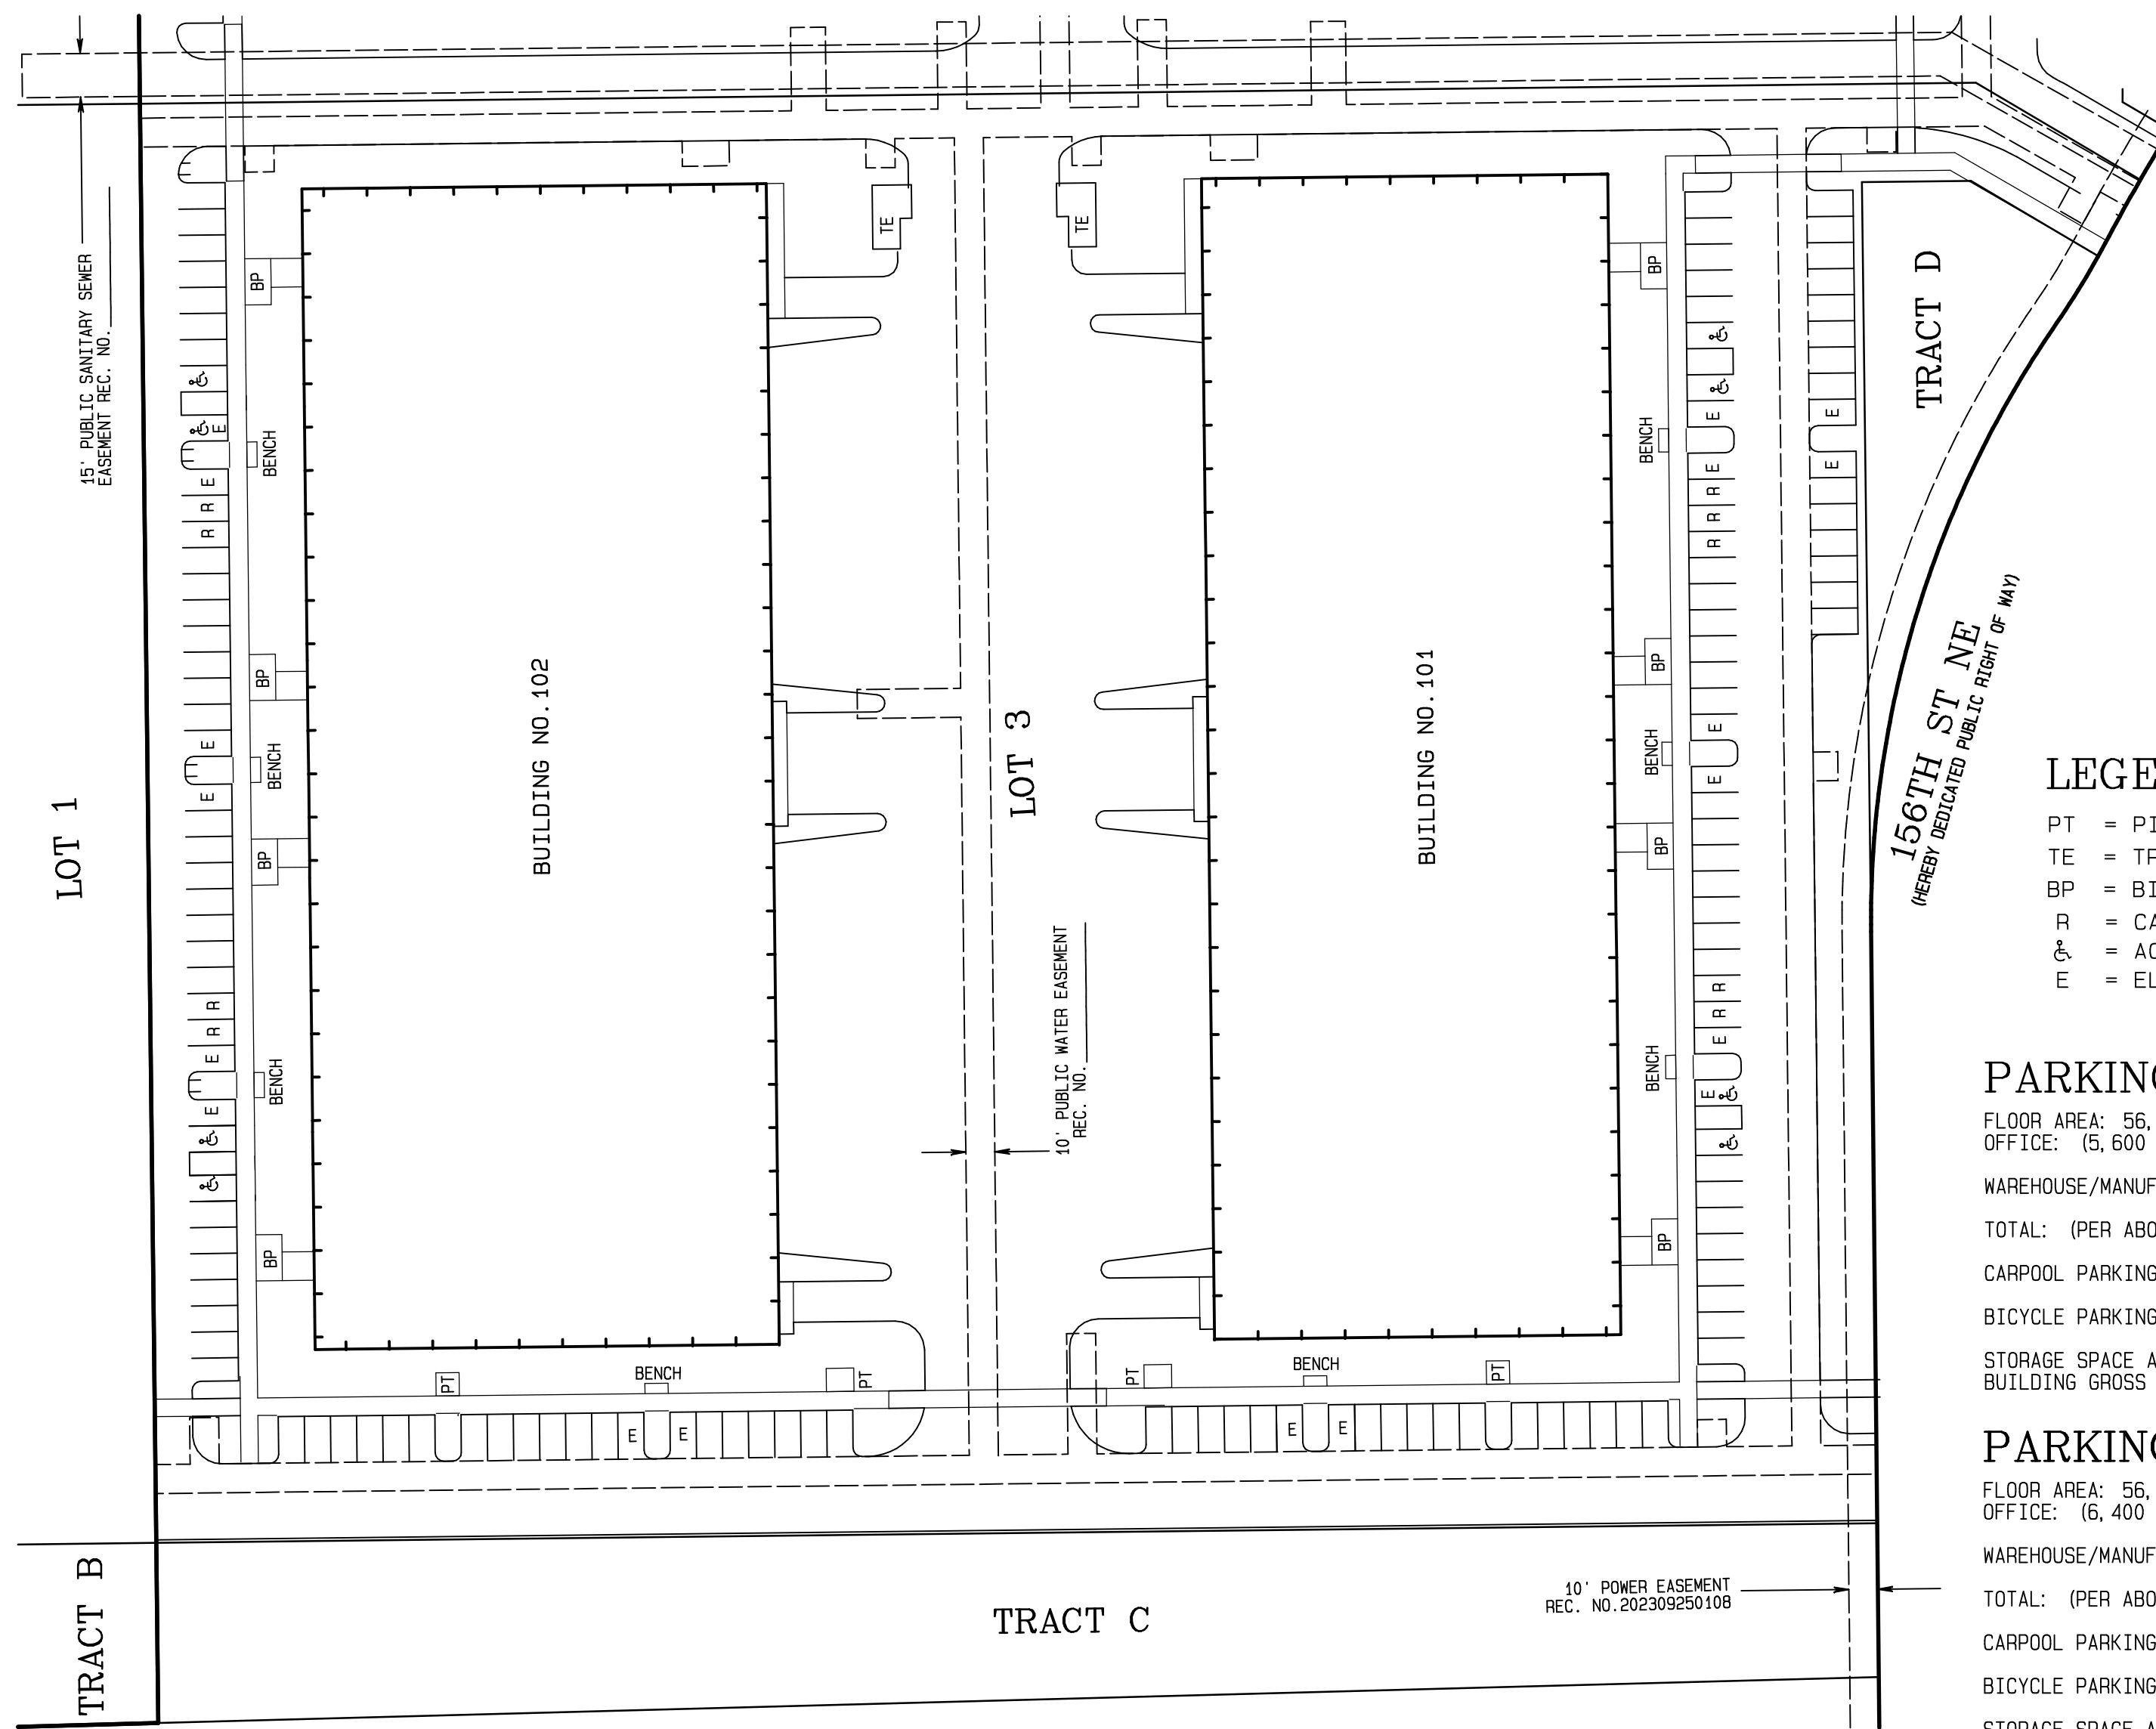 15' PUBLIC SANITARY SEWER
EASEMENT REC. NO.
LOT 1
TRACT B
BP
BENCH
BP
BENCH
BP
BENCH
BP
E
E
R
R
E
E
R
R
E
E
BUILDING NO.102
TE
TE
LOT 3
10' PUBLIC WATER EASEMENT
REC. NO.
BUILDING NO.101
BP
BENCH
BP
BENCH
BP
BENCH
BP
E
E
R
R
E
E
R
R
E
E
E
E
TRACT D
156TH ST NE
(HEREBY DEDICATED PUBLIC RIGHT OF WAY)
PT
BENCH
PT
PT
BENCH
PT
E
E
E
E
TRACT C
10' POWER EASEMENT
REC. NO.202309250108
LEGE
PT = PI
TE = TR
BP = BI
R = CA
= AC
E = EL
PARKING
FLOOR AREA: 56,
OFFICE: (5,600
WAREHOUSE/MANUF
TOTAL: (PER ABO
CARPOOL PARKING
BICYCLE PARKING
STORAGE SPACE A
BUILDING GROSS
PARKING
FLOOR AREA: 56,
OFFICE: (6,400
WAREHOUSE/MANUF
TOTAL: (PER ABO
CARPOOL PARKING
BICYCLE PARKING
STORAGE SPACE A